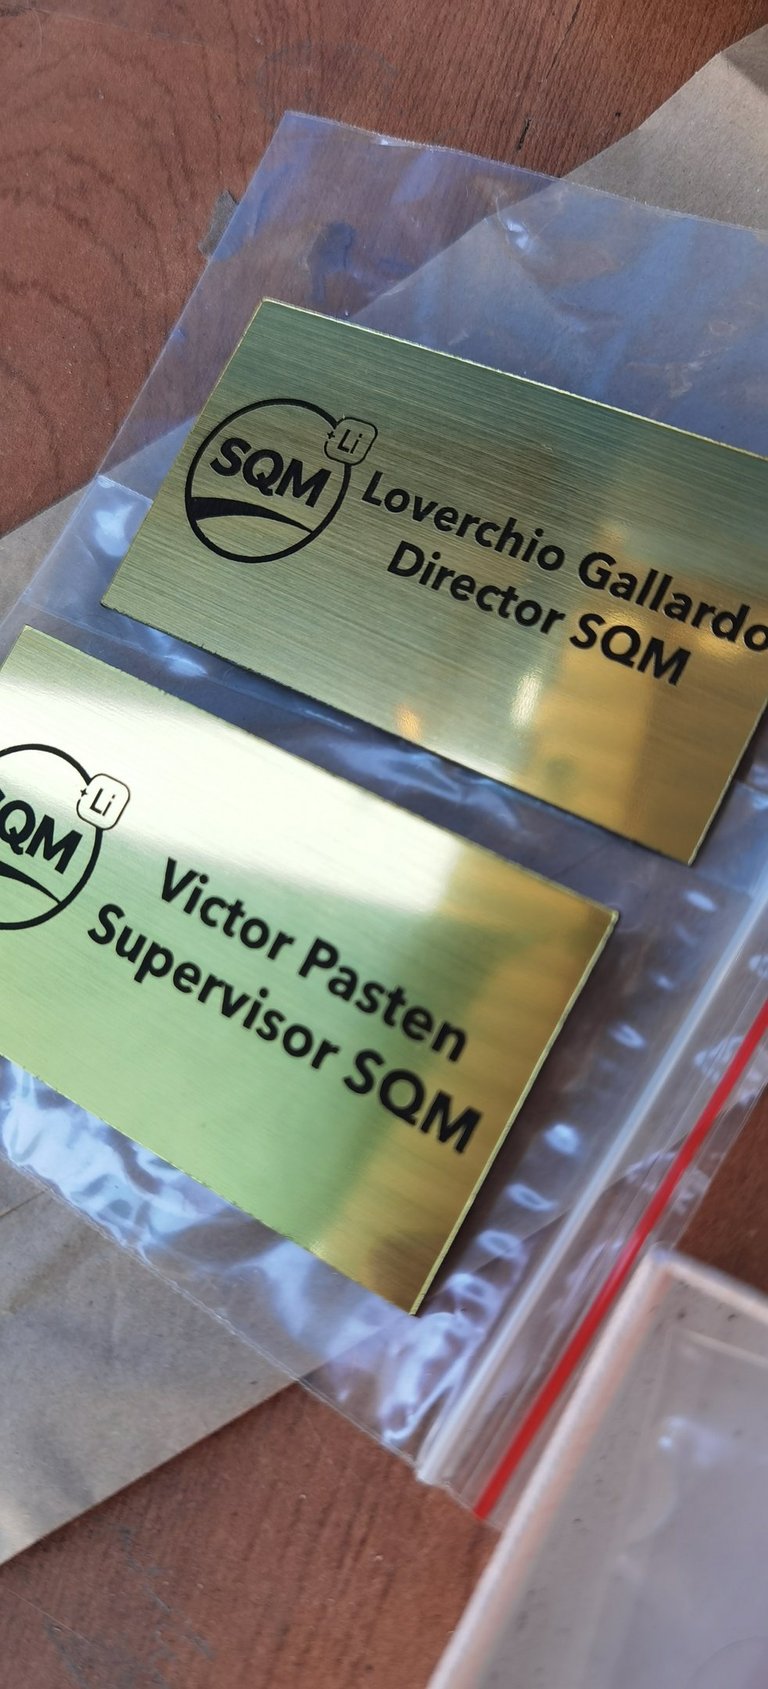 SQM
Li
Loverchio Gallardo
Director SQM
SQM
Li
Victor Pasten
Supervisor SQM